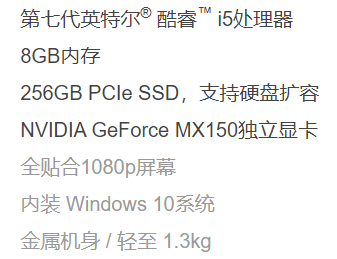 第七代英特尔® 酷睿™ i5处理器
8GB内存
256GB PCIe SSD，支持硬盘扩容
NVIDIA GeForce MX150独立显卡
全贴合1080p屏幕
内装 Windows 10系统
金属机身 / 轻至 1.3kg